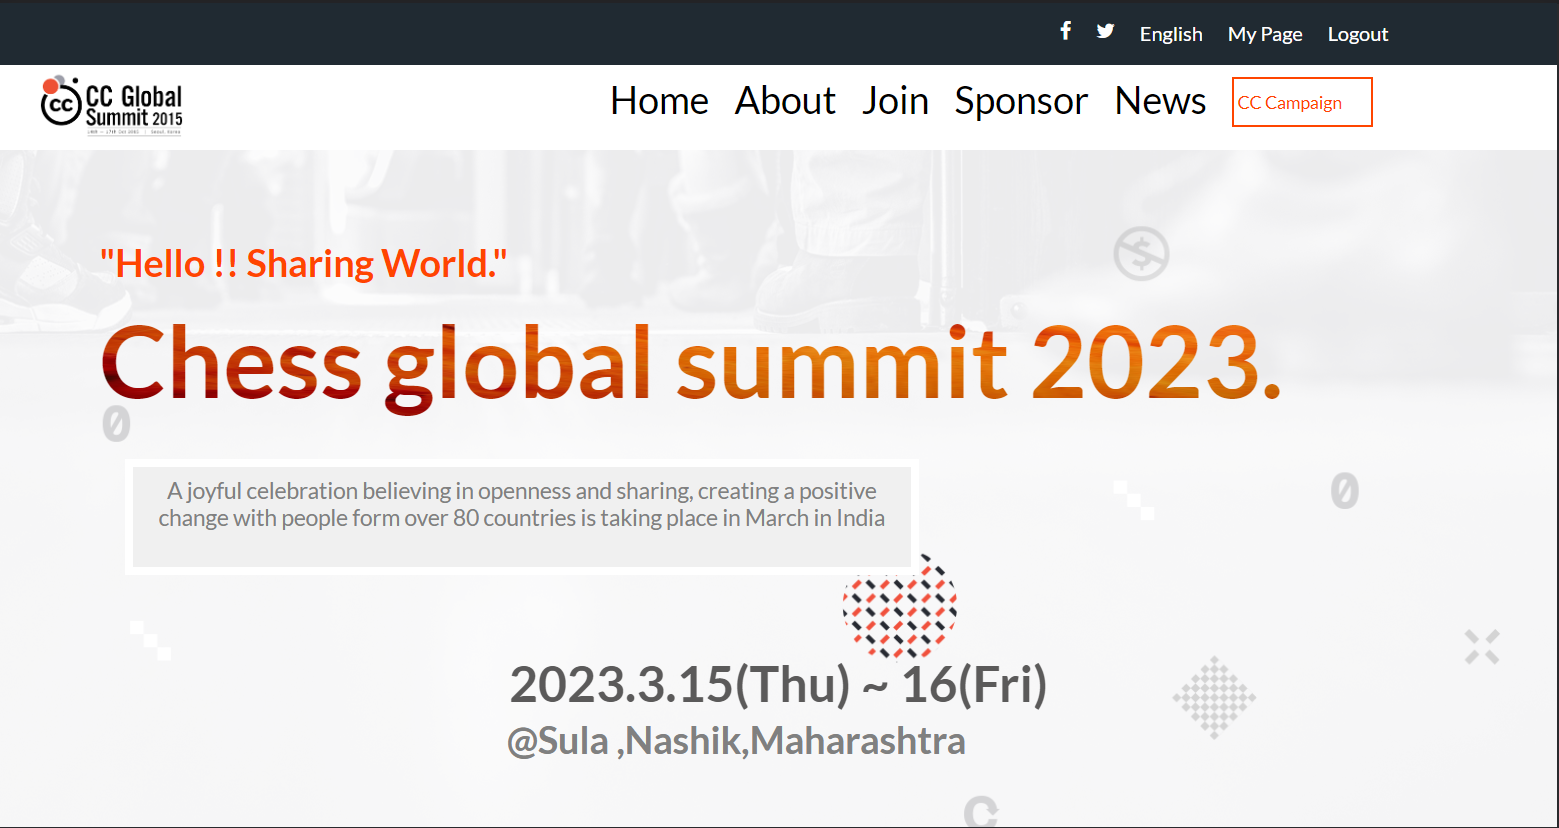 English My Page Logout
CC Global
Summit 2015
Home About Join Sponsor News CC Campaign
"Hello !! Sharing World."
Chess global summit 2023.
A joyful celebration believing in openness and sharing, creating a positive
change with people form over 80 countries is taking place in March in India
2023.3.15(Thu) ~ 16(Fri)
@Sula ,Nashik,Maharashtra